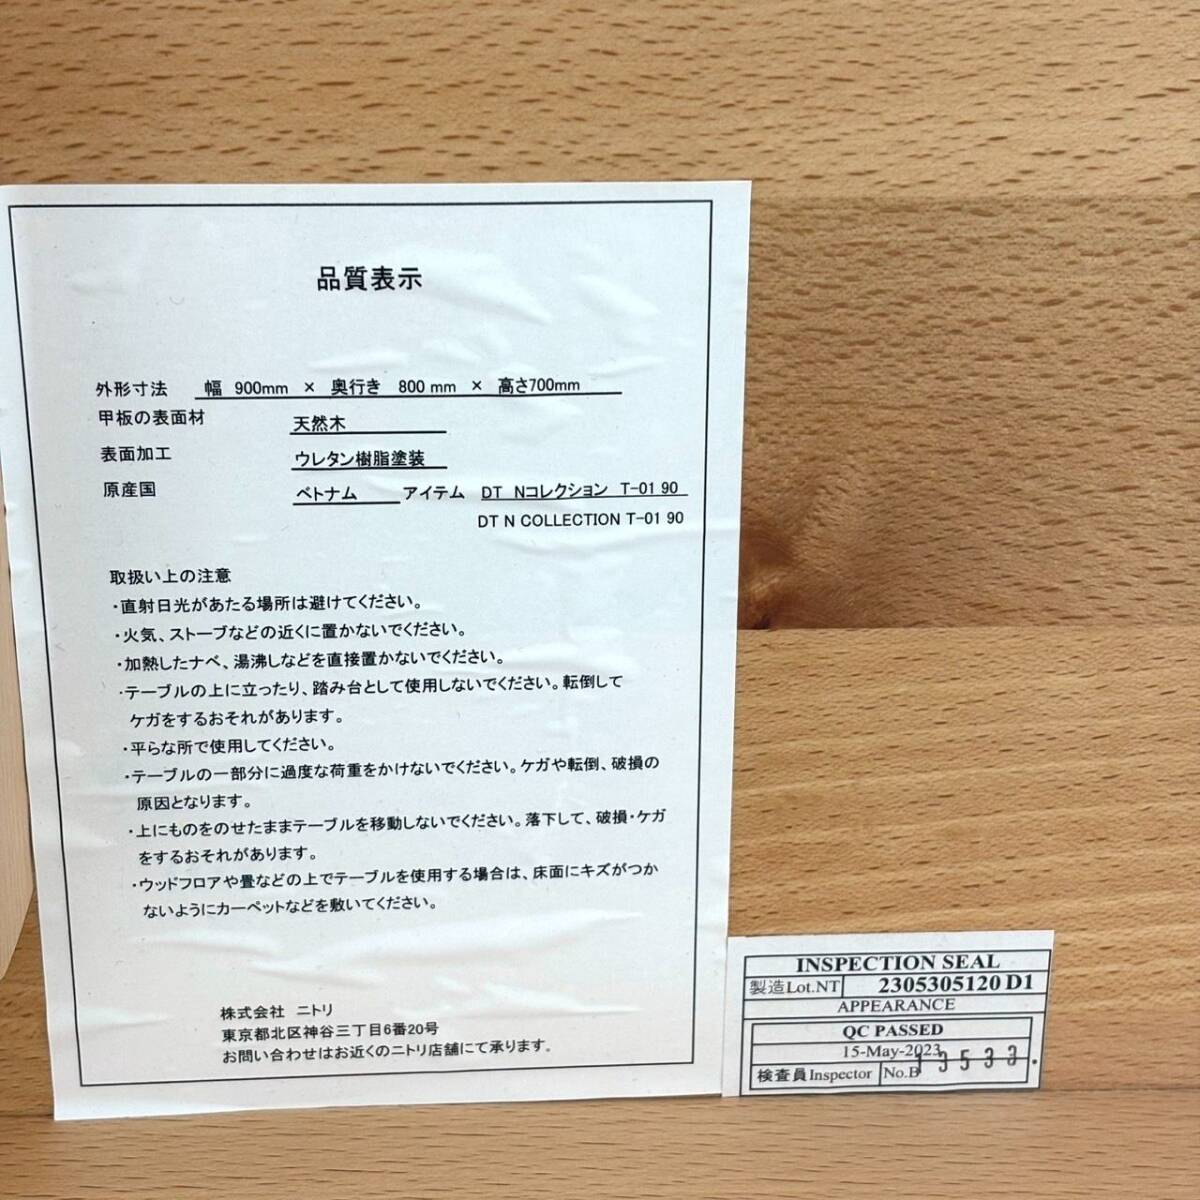 品質表示
外形寸法 幅 900mm × 奥行き 800 mm × 高さ700mm
甲板の表面材 天然木
表面加工 ウレタン樹脂塗装
原産国 ベトナム アイテム DT Nコレクション T-01 90
DT N COLLECTION T-01 90
取扱い上の注意
・直射日光があたる場所は避けてください。
・火気、ストーブなどの近くに置かないでください。
・加熱したナベ、湯沸しなどを直接置かないでください。
・テーブルの上に立ったり、踏み台として使用しないでください。転倒して
ケガをするおそれがあります。
・平らな所で使用してください。
・テーブルの一部分に過度な荷重をかけないでください。ケガや転倒、破損の
原因となります。
・上にものをのせたままテーブルを移動しないでください。落下して、破損・ケガ
をするおそれがあります。
・ウッドフロアや畳などの上でテーブルを使用する場合は、床面にキズがつか
ないようにカーペットなどを敷いてください。
株式会社 ニトリ
東京都北区神谷三丁目6番20号
お問い合わせはお近くのニトリ店舗にて承ります。
INSPECTION SEAL
製造Lot.NT 2305305120 D1
APPEARANCE
QC PASSED
15-May-2023
検査員Inspector No.B 13533.